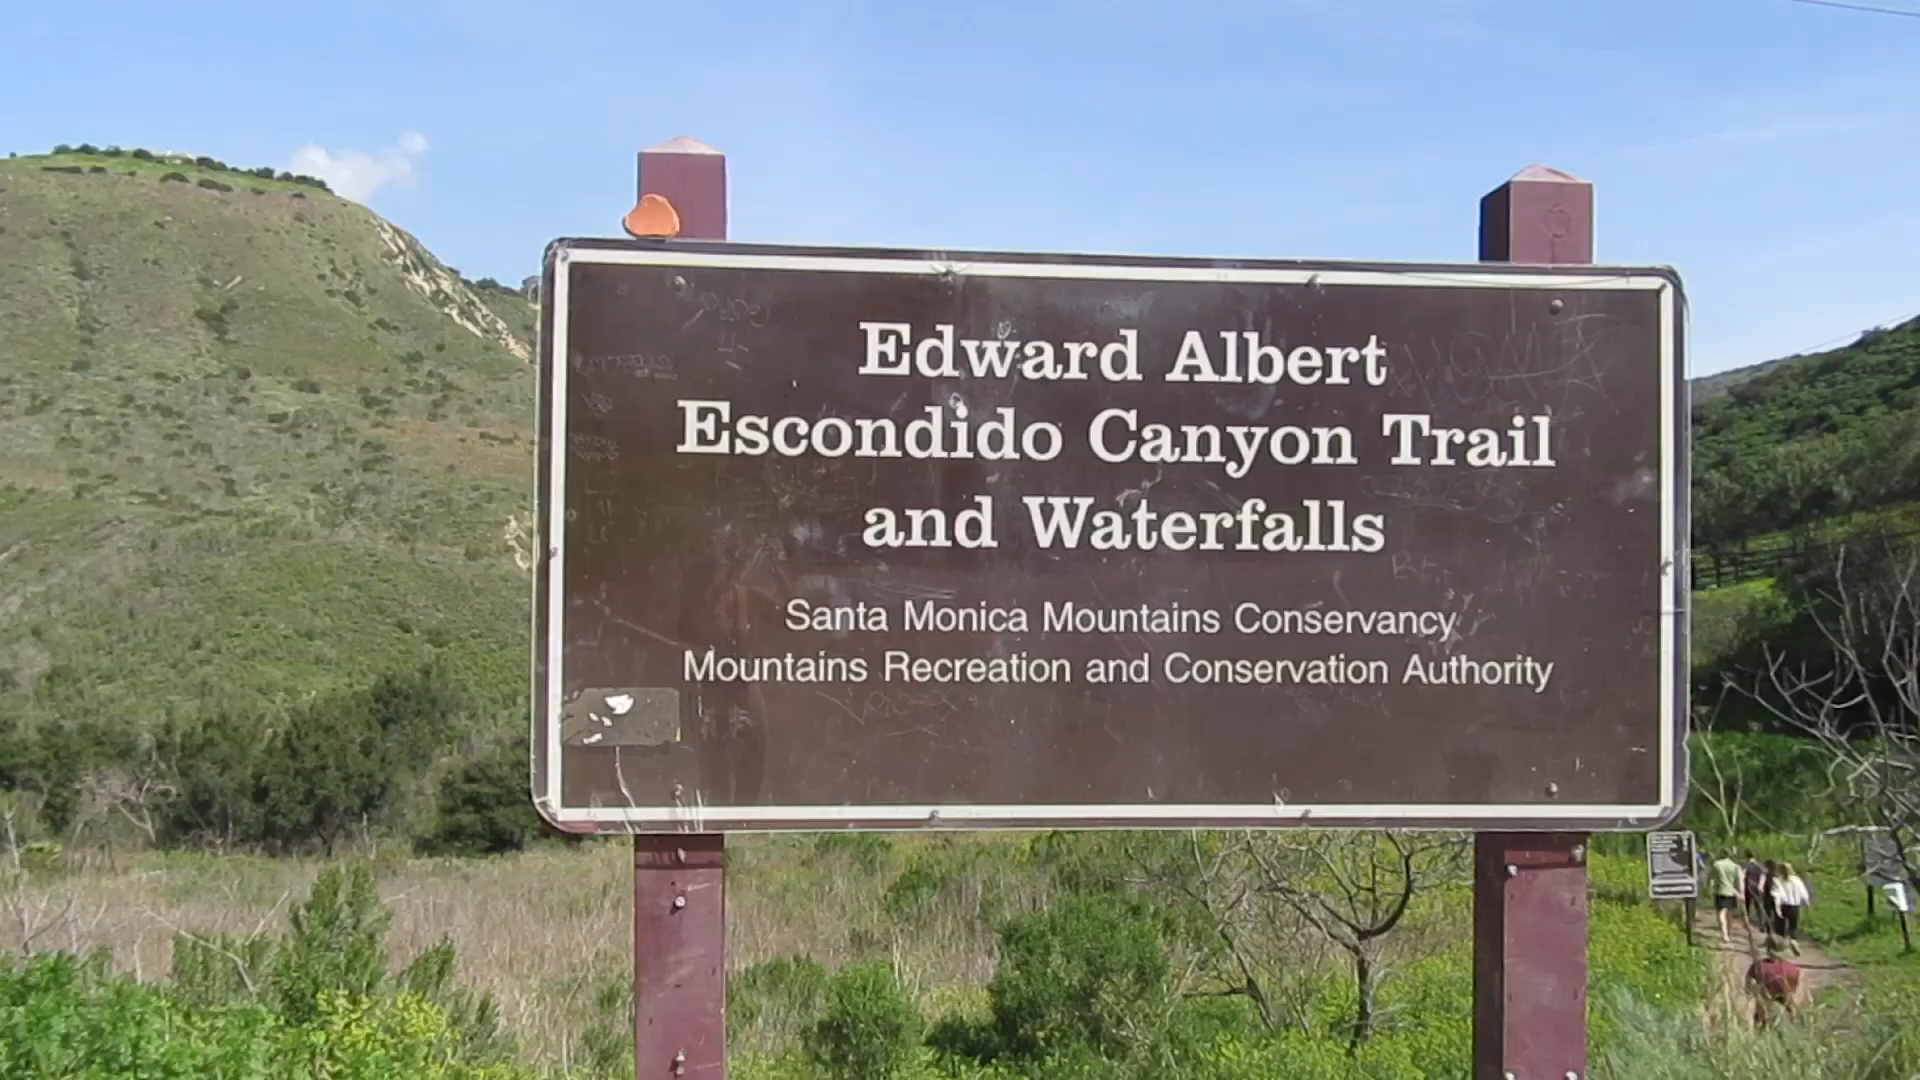 Edward Albert
Escondido Canyon Trail
and Waterfalls
Santa Monica Mountains Conservancy
Mountains Recreation and Conservation Authority